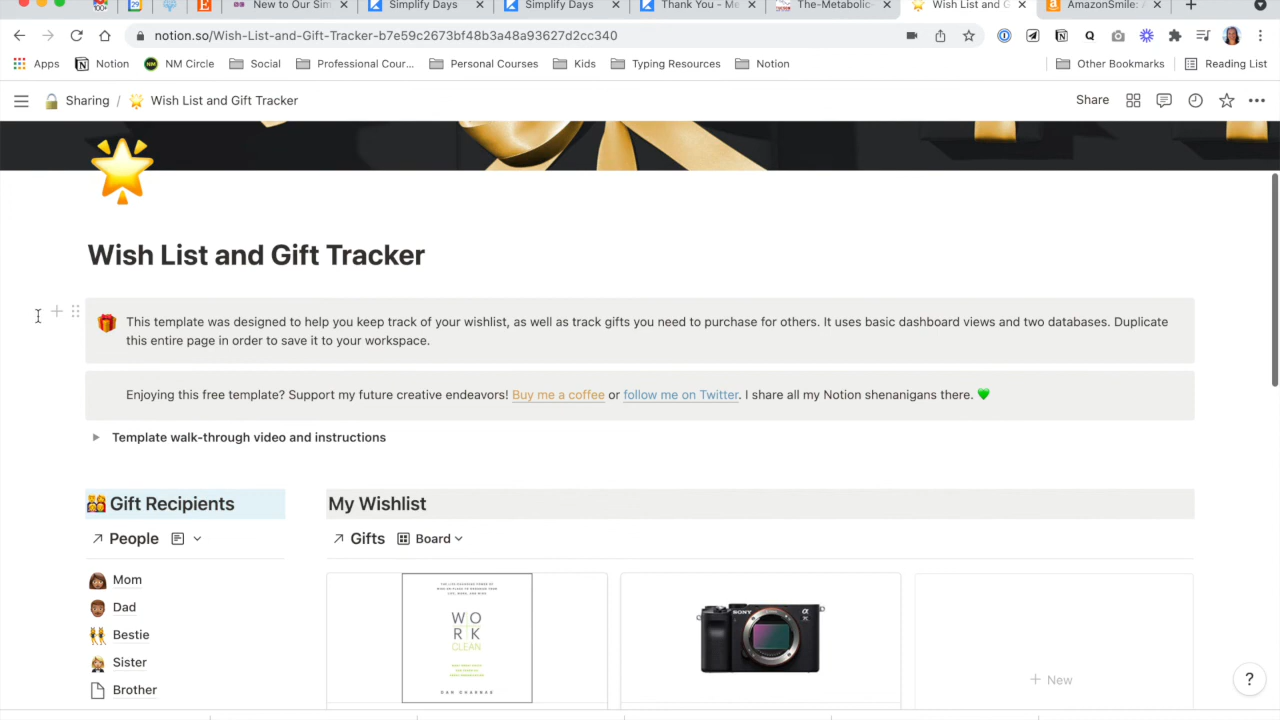 100+
29
New to Our Sim
Simplify Days
Simplify Days
Thank You - Me
The-Metabolic-
Wish List and G
AmazonSmile: A
notion.so/Wish-List-and-Gift-Tracker-b7e59c2673bf48b3a48a93627d2cc340
Apps
Notion
NM Circle
Social
Professional Cour...
Personal Courses
Kids
Typing Resources
Notion
Other Bookmarks
Reading List
Sharing / Wish List and Gift Tracker
Share
Wish List and Gift Tracker
This template was designed to help you keep track of your wishlist, as well as track gifts you need to purchase for others. It uses basic dashboard views and two databases. Duplicate
this entire page in order to save it to your workspace.
Enjoying this free template? Support my future creative endeavors! Buy me a coffee or follow me on Twitter. I share all my Notion shenanigans there. 💚
Template walk-through video and instructions
Gift Recipients
People
Mom
Dad
Bestie
Sister
Brother
My Wishlist
Gifts
Board
WO
RK
CLEAN
DAN CHARNAS
SONY
α
+ New
?